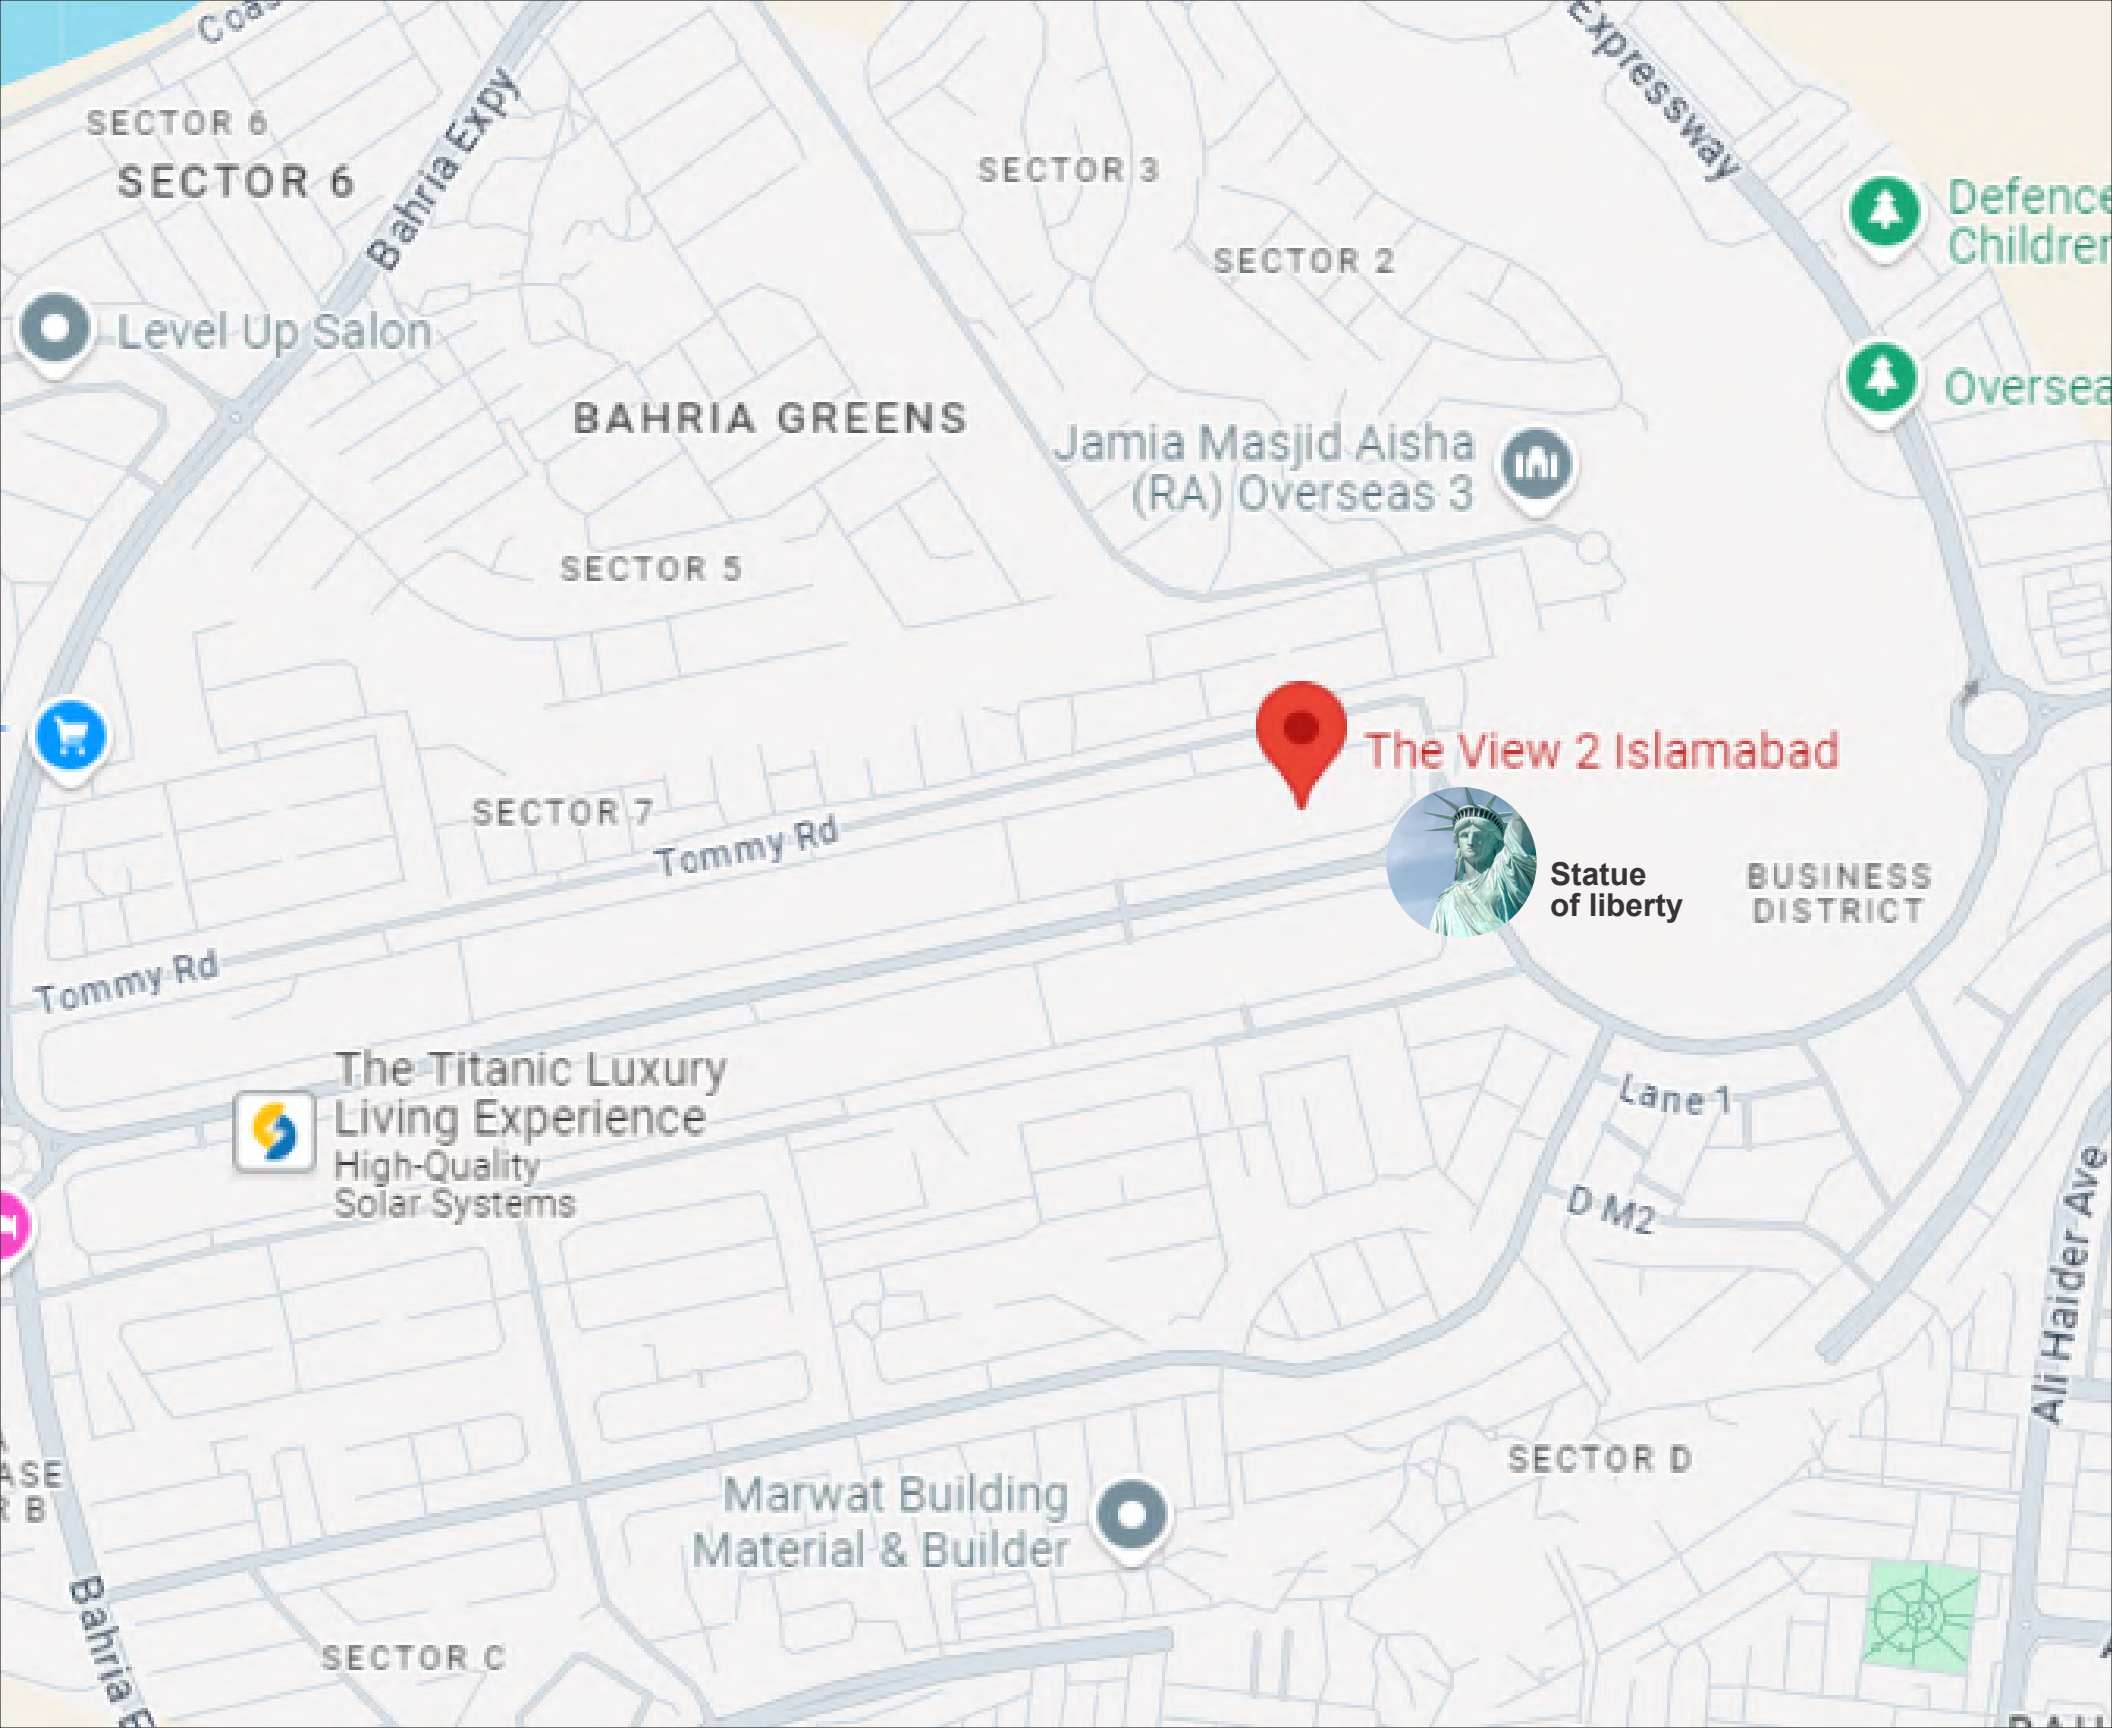 Expressway
SECTOR 6
SECTOR 6
Bahria Expy
SECTOR 3
SECTOR 2
Defence
Level Up Salon
BAHRIA GREENS
Jamia Masjid Aisha
(RA) Overseas 3
SECTOR 5
The View 2 Islamabad
SECTOR 7
Tommy Rd
Statue
of liberty
BUSINESS
DISTRICT
Tommy Rd
The Titanic Luxury
Living Experience
High-Quality
Solar Systems
Lane 1
D M2
Ali Haider Ave
SECTOR D
Marwat Building
Material & Builder
B
Bahria
SECTOR C